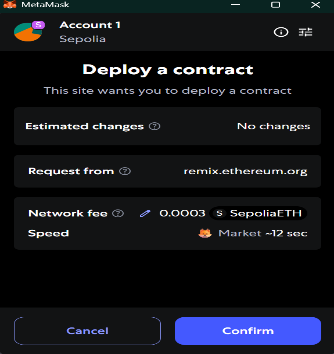 MetaMask
Account 1
S
Sepolia
Deploy a contract
This site wants you to deploy a contract
Estimated changes ? No changes
Request from ? remix.ethereum.org
Network fee ? 0.0003 S SepoliaETH
Speed Market ~12 sec
Cancel Confirm